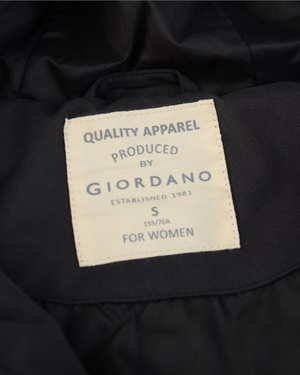 QUALITY APPAREL
PRODUCED
BY
GIORDANO
ESTABLISHED 1981
S
155/76A
FOR WOMEN